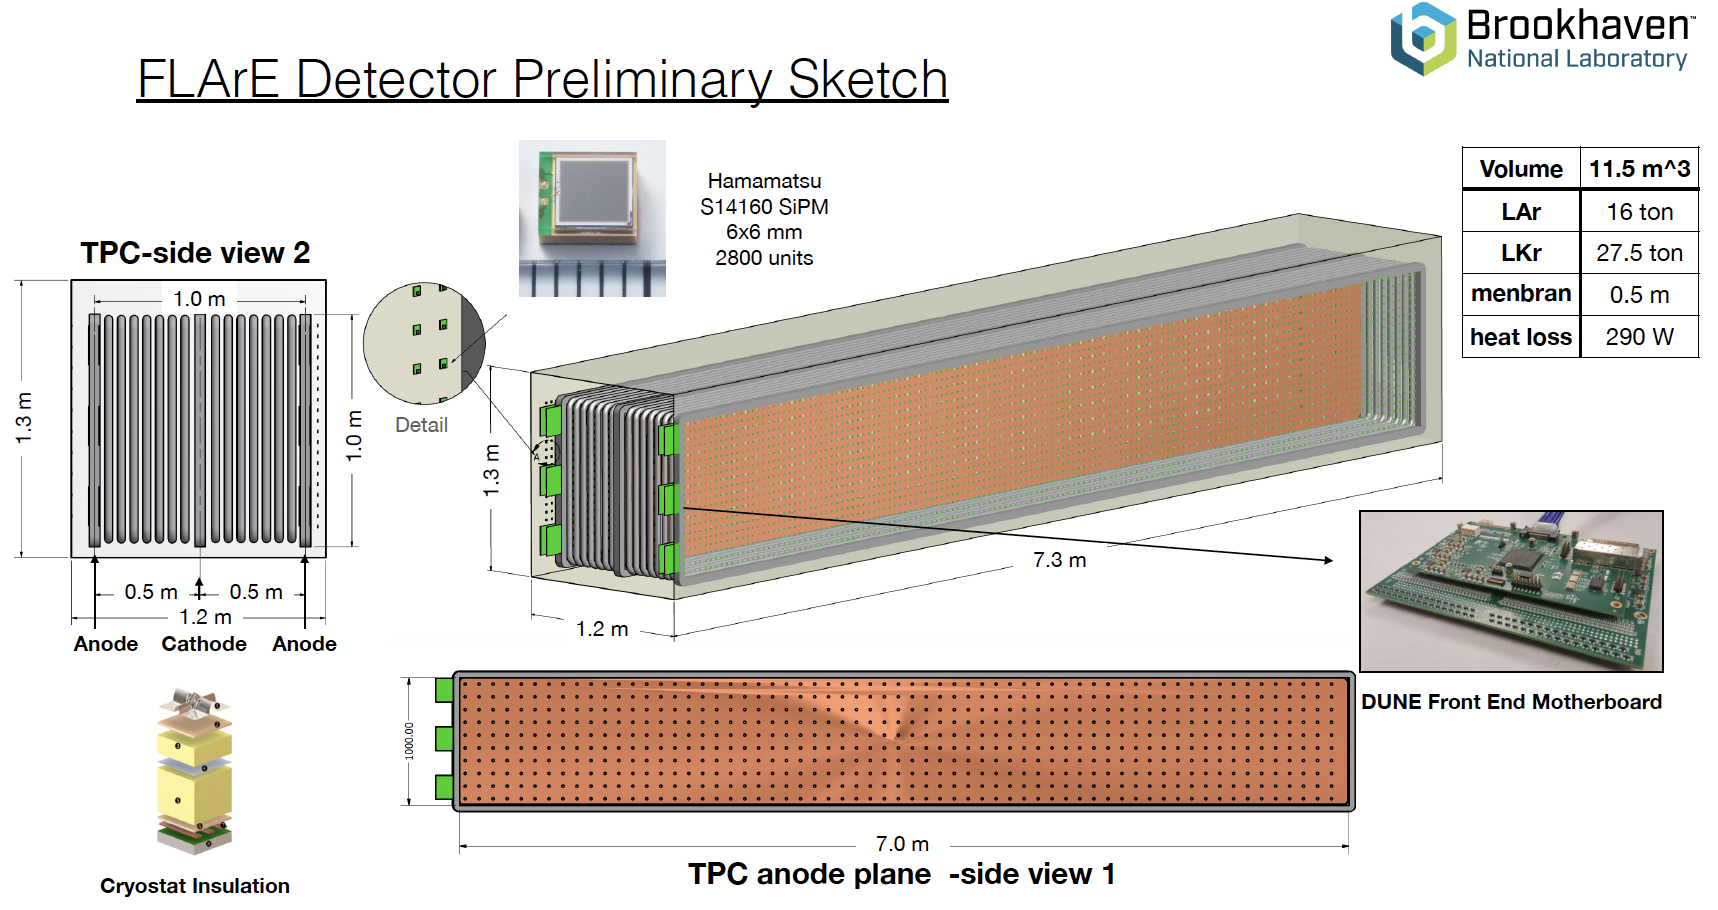 Brookhaven™
National Laboratory
FLArE Detector Preliminary Sketch
Hamamatsu
S14160 SiPM
6x6 mm
2800 units
Volume 11.5 m^3
LAr 16 ton
LKr 27.5 ton
menbran 0.5 m
heat loss 290 W
TPC-side view 2
1.0 m
1.3 m
1.0 m
0.5 m 0.5 m
1.2 m
Anode Cathode Anode
Detail
A
1.3 m
1.2 m
7.3 m
DUNE Front End Motherboard
1000.00
7.0 m
TPC anode plane -side view 1
Cryostat Insulation